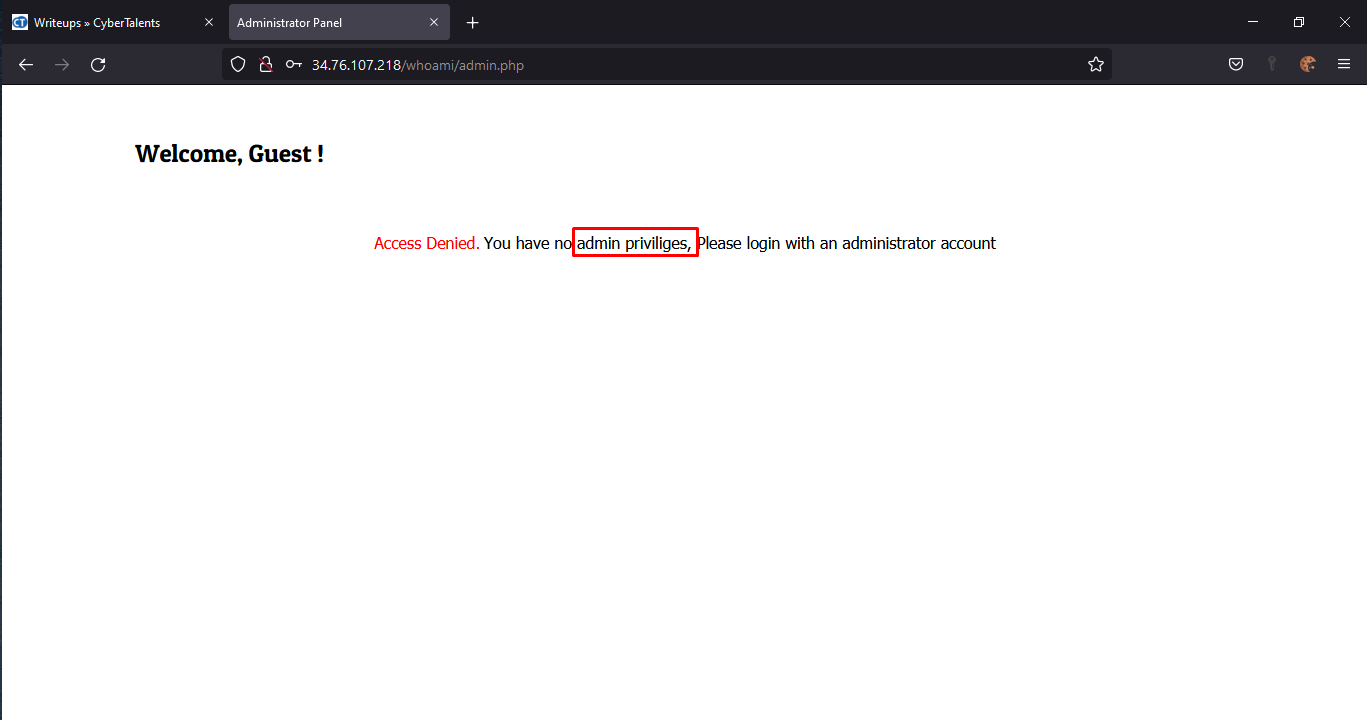 Writeups » CyberTalents
Administrator Panel
34.76.107.218/whoami/admin.php
Welcome, Guest !
Access Denied. You have no admin priviliges, Please login with an administrator account